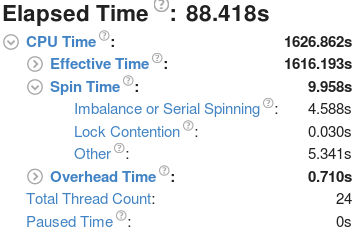 Elapsed Time ?: 88.418s
CPU Time ?: 1626.862s
Effective Time ?: 1616.193s
Spin Time ?: 9.958s
Imbalance or Serial Spinning ?: 4.588s
Lock Contention ?: 0.030s
Other ?: 5.341s
Overhead Time ?: 0.710s
Total Thread Count: 24
Paused Time ?: 0s